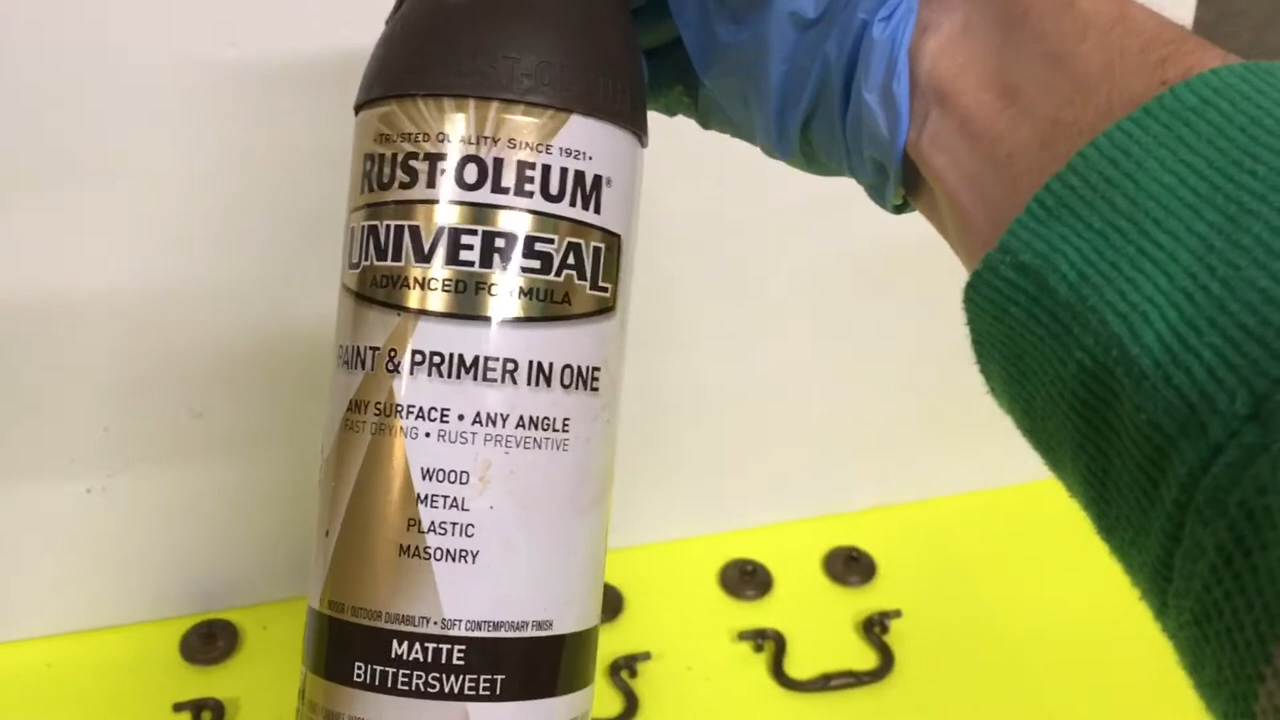 •TRUSTED QUALITY SINCE 1921•
RUST-OLEUM®
UNIVERSAL
ADVANCED FORMULA
PAINT & PRIMER IN ONE
ANY SURFACE • ANY ANGLE
FAST DRYING • RUST PREVENTIVE
WOOD
METAL
PLASTIC
MASONRY
INDOOR / OUTDOOR DURABILITY • SOFT CONTEMPORARY FINISH
MATTE
BITTERSWEET